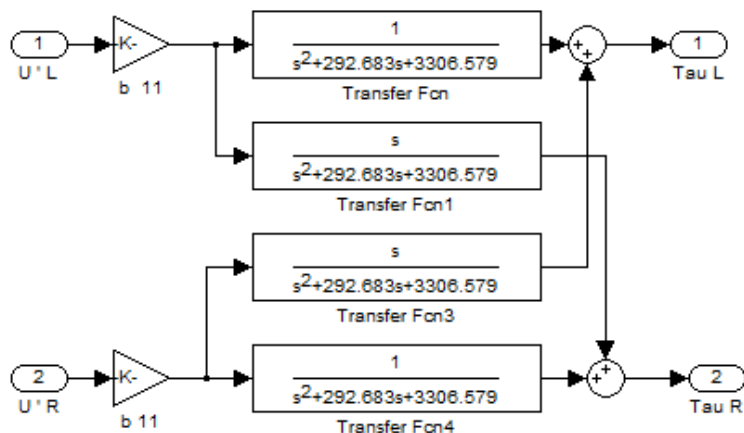 1
1
K-
s²+292.683s+3306.579
+
+
1
U ' L
b 11
Transfer Fcn
Tau L
s
s²+292.683s+3306.579
Transfer Fcn1
s
s²+292.683s+3306.579
Transfer Fcn3
1
2
K-
s²+292.683s+3306.579
+
+
2
U ' R
b 11
Transfer Fcn4
Tau R